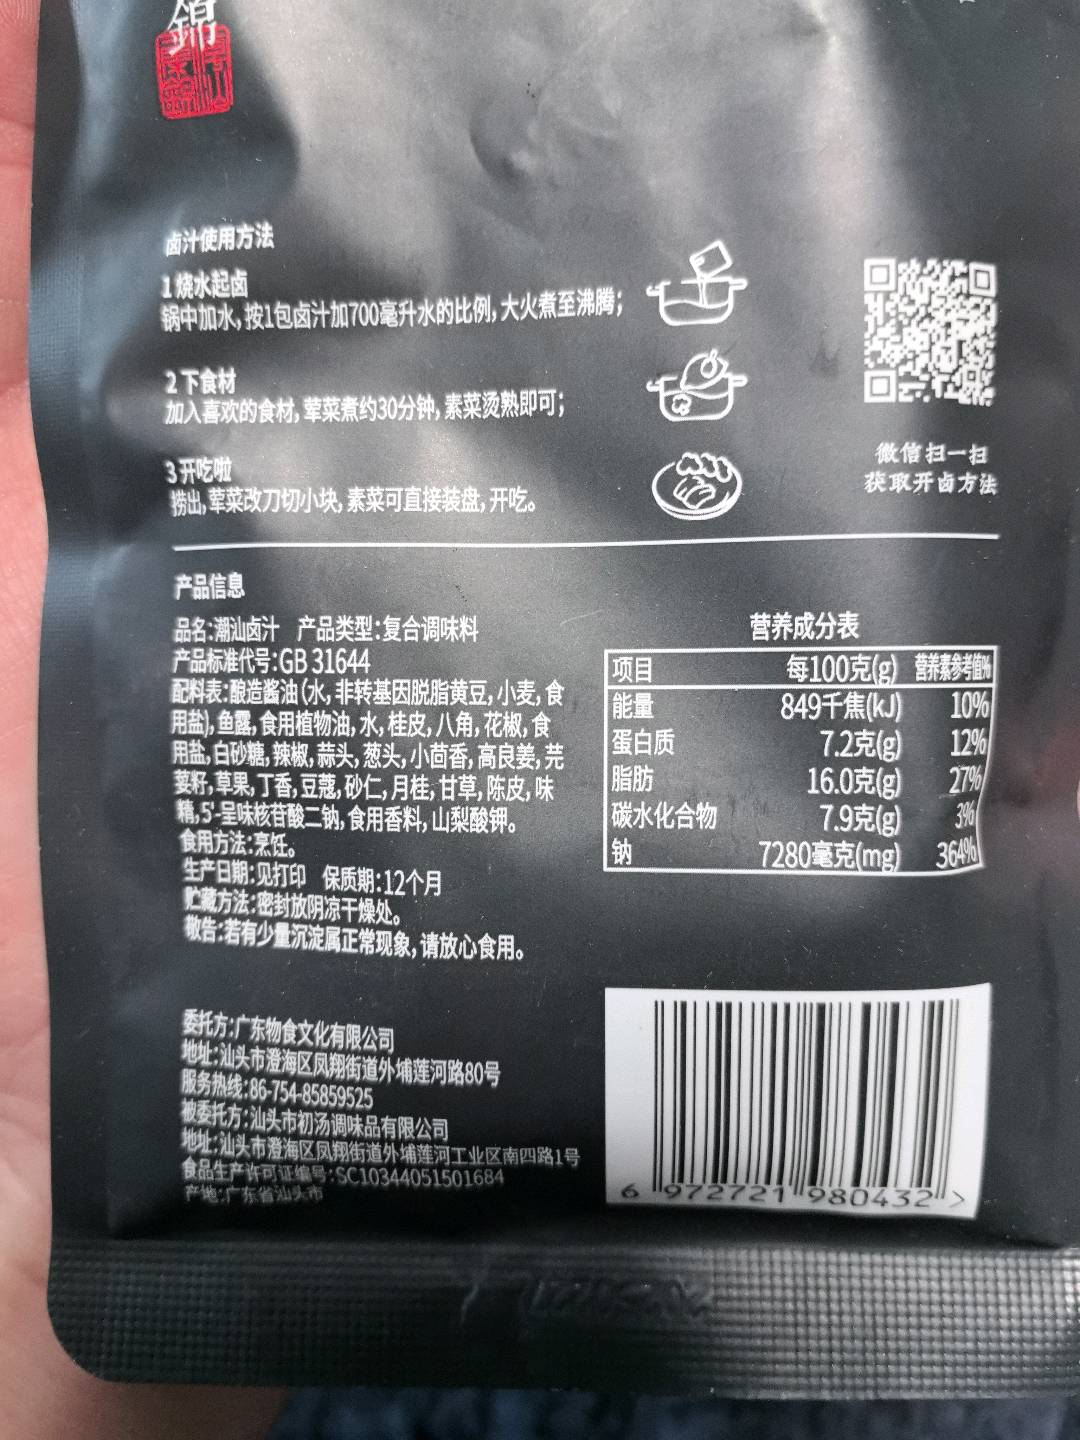 錦
卤汁使用方法
1 烧水起卤
锅中加水,按1包卤汁加700毫升水的比例,大火煮至沸腾;
2 下食材
加入喜欢的食材,荤菜煮约30分钟,素菜烫熟即可;
3 开吃啦
捞出,荤菜改刀切小块,素菜可直接装盘,开吃。
微信扫一扫
获取开卤方法
产品信息
品名:潮汕卤汁 产品类型:复合调味料
产品标准代号:GB 31644
配料表:酿造酱油(水,非转基因脱脂黄豆,小麦,食
用盐),鱼露,食用植物油,水,桂皮,八角,花椒,食
用盐,白砂糖,辣椒,蒜头,葱头,小茴香,高良姜,芫
荽籽,草果,丁香,豆蔻,砂仁,月桂,甘草,陈皮,味
精,5'-呈味核苷酸二钠,食用香料,山梨酸钾。
食用方法:烹饪。
生产日期:见打印 保质期:12个月
贮藏方法:密封放阴凉干燥处。
敬告:若有少量沉淀属正常现象,请放心食用。
营养成分表
项目 每100克(g) 营养素参考值%
能量 849千焦(kJ) 10%
蛋白质 7.2克(g) 12%
脂肪 16.0克(g) 27%
碳水化合物 7.9克(g) 3%
钠 7280毫克(mg) 364%
委托方:广东物食文化有限公司
地址:汕头市澄海区凤翔街道外埔莲河路80号
服务热线:86-754-85859525
被委托方:汕头市初汤调味品有限公司
地址:汕头市澄海区凤翔街道外埔莲河工业区南四路1号
食品生产许可证编号:SC10344051501684
产地:广东省汕头市
6 972721 980432 >